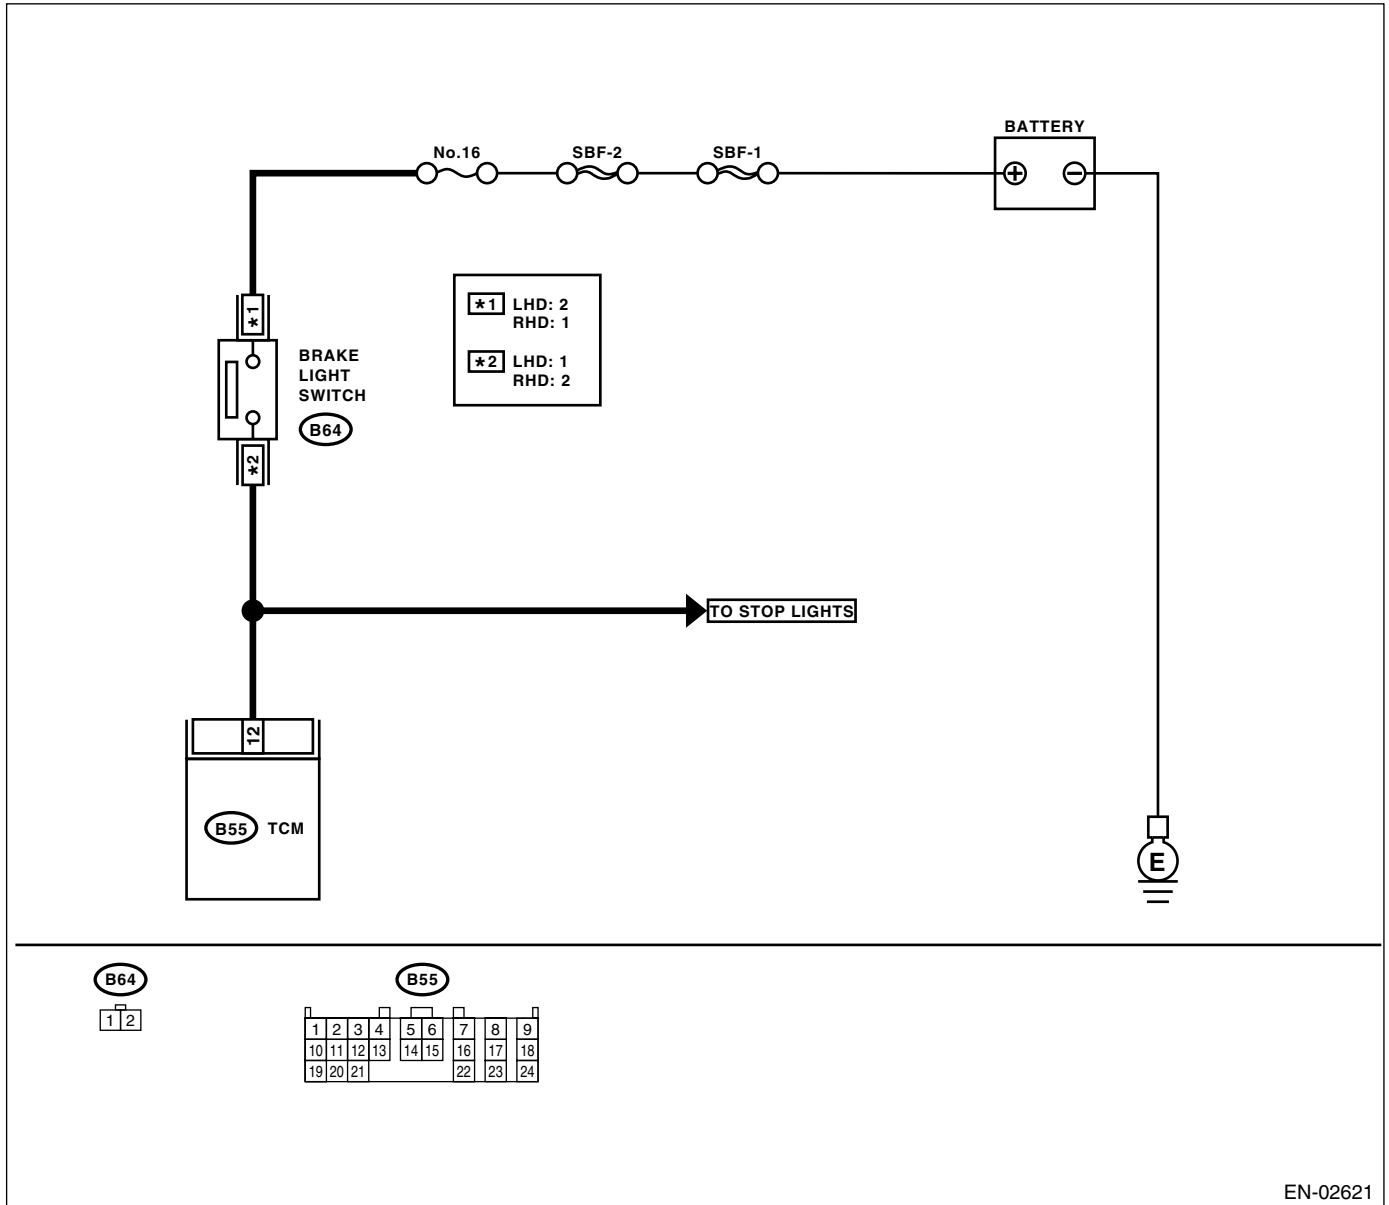 BATTERY
No.16 SBF-2 SBF-1
+ −
*1 LHD: 2
RHD: 1
*2 LHD: 1
RHD: 2
*1
BRAKE
LIGHT
SWITCH
B64
*2
TO STOP LIGHTS
12
B55 TCM
E
B64 B55
1 2
1 2 3 4 5 6 7 8 9
10 11 12 13 14 15 16 17 18
19 20 21 22 23 24
EN-02621